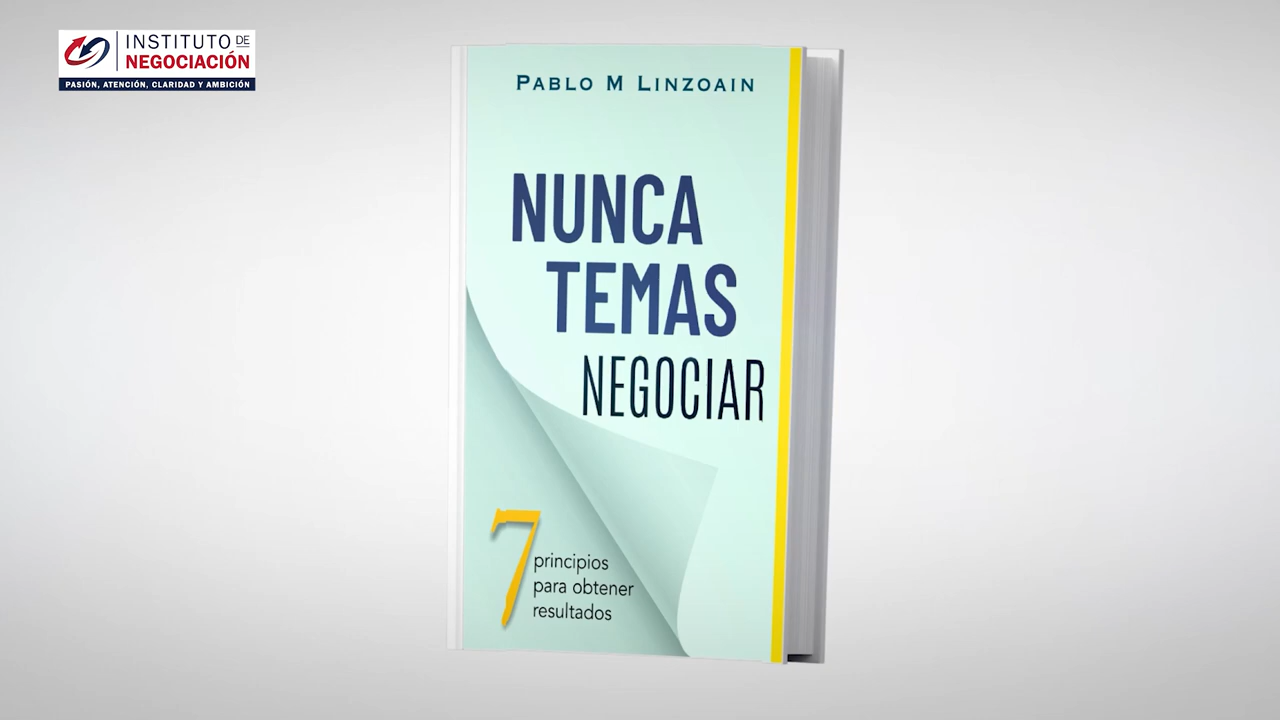 INSTITUTO DE
NEGOCIACIÓN
PASIÓN, ATENCIÓN, CLARIDAD Y AMBICIÓN
PABLO M LINZOAIN
NUNCA
TEMAS
NEGOCIAR
7 principios
para obtener
resultados